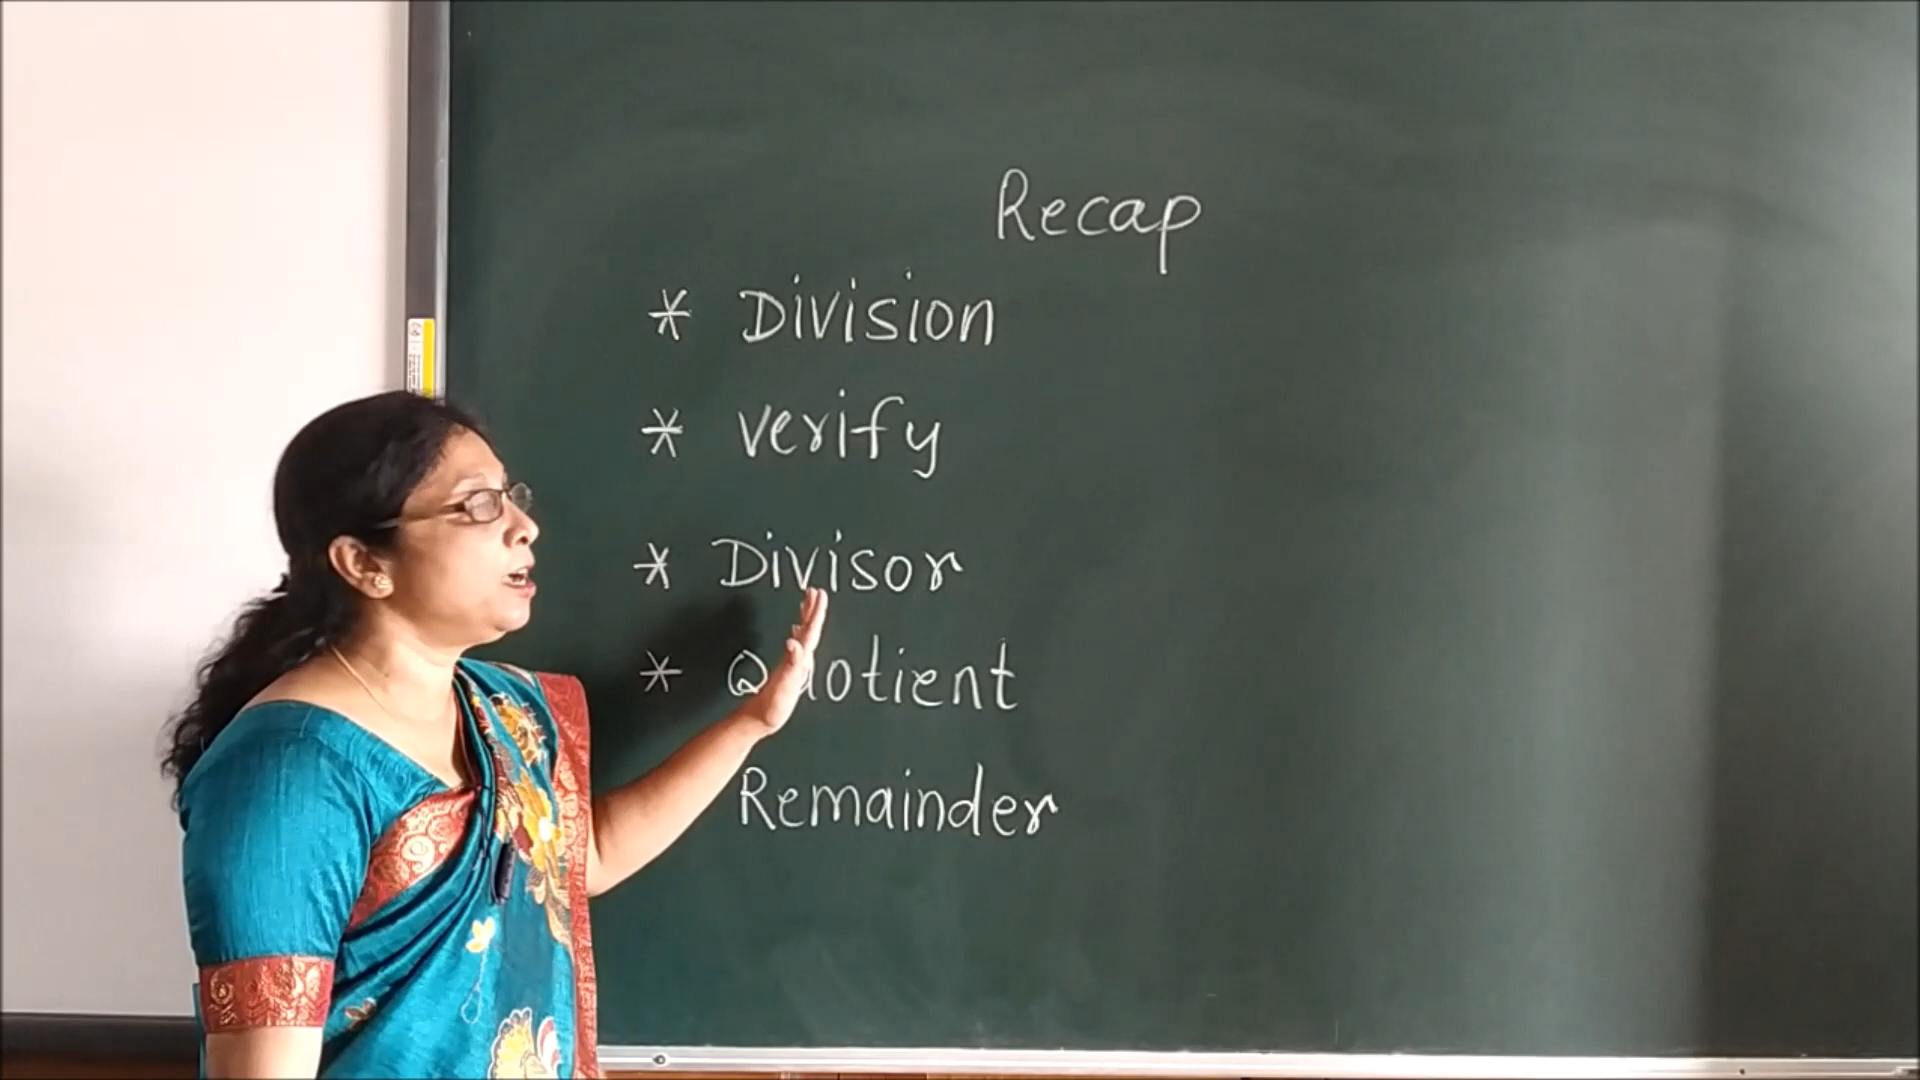 Recap
* Division
* Verify
* Divisor
* Quotient
Remainder